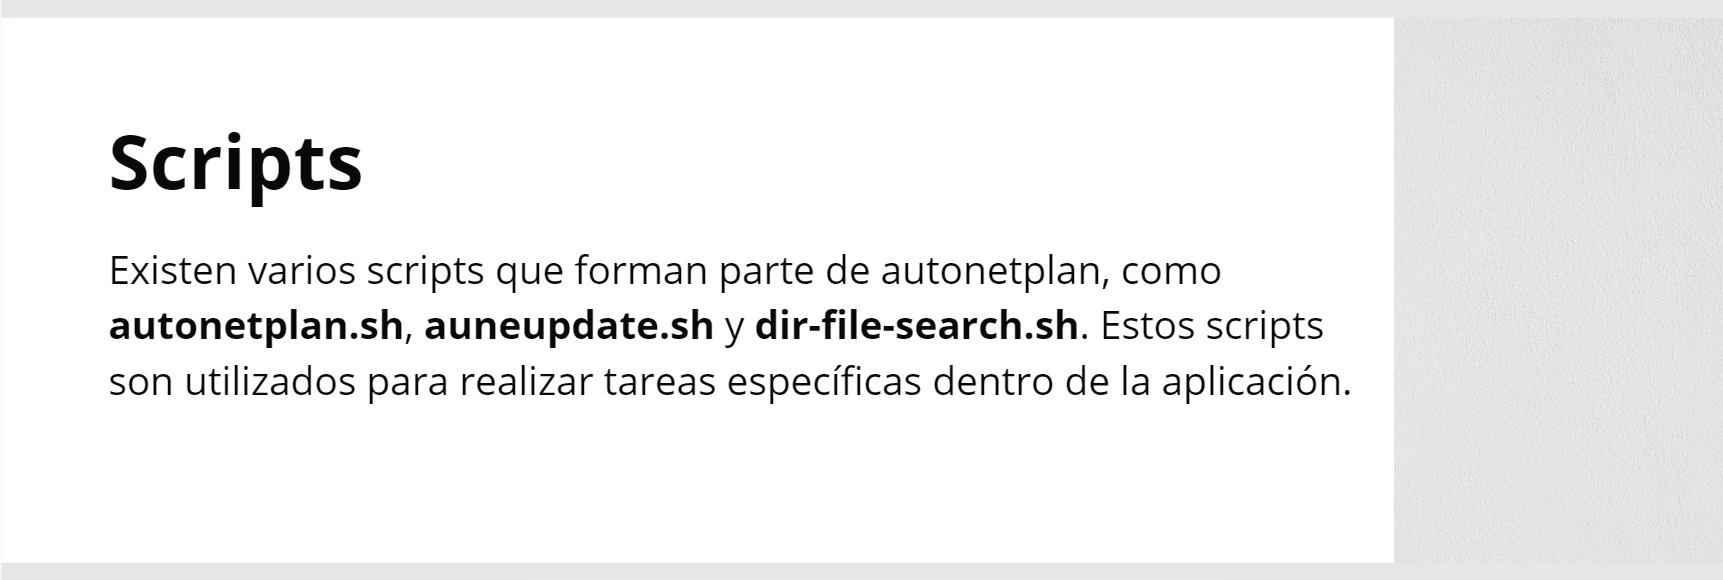 Scripts
Existen varios scripts que forman parte de autonetplan, como
autonetplan.sh, auneupdate.sh y dir-file-search.sh. Estos scripts
son utilizados para realizar tareas específicas dentro de la aplicación.